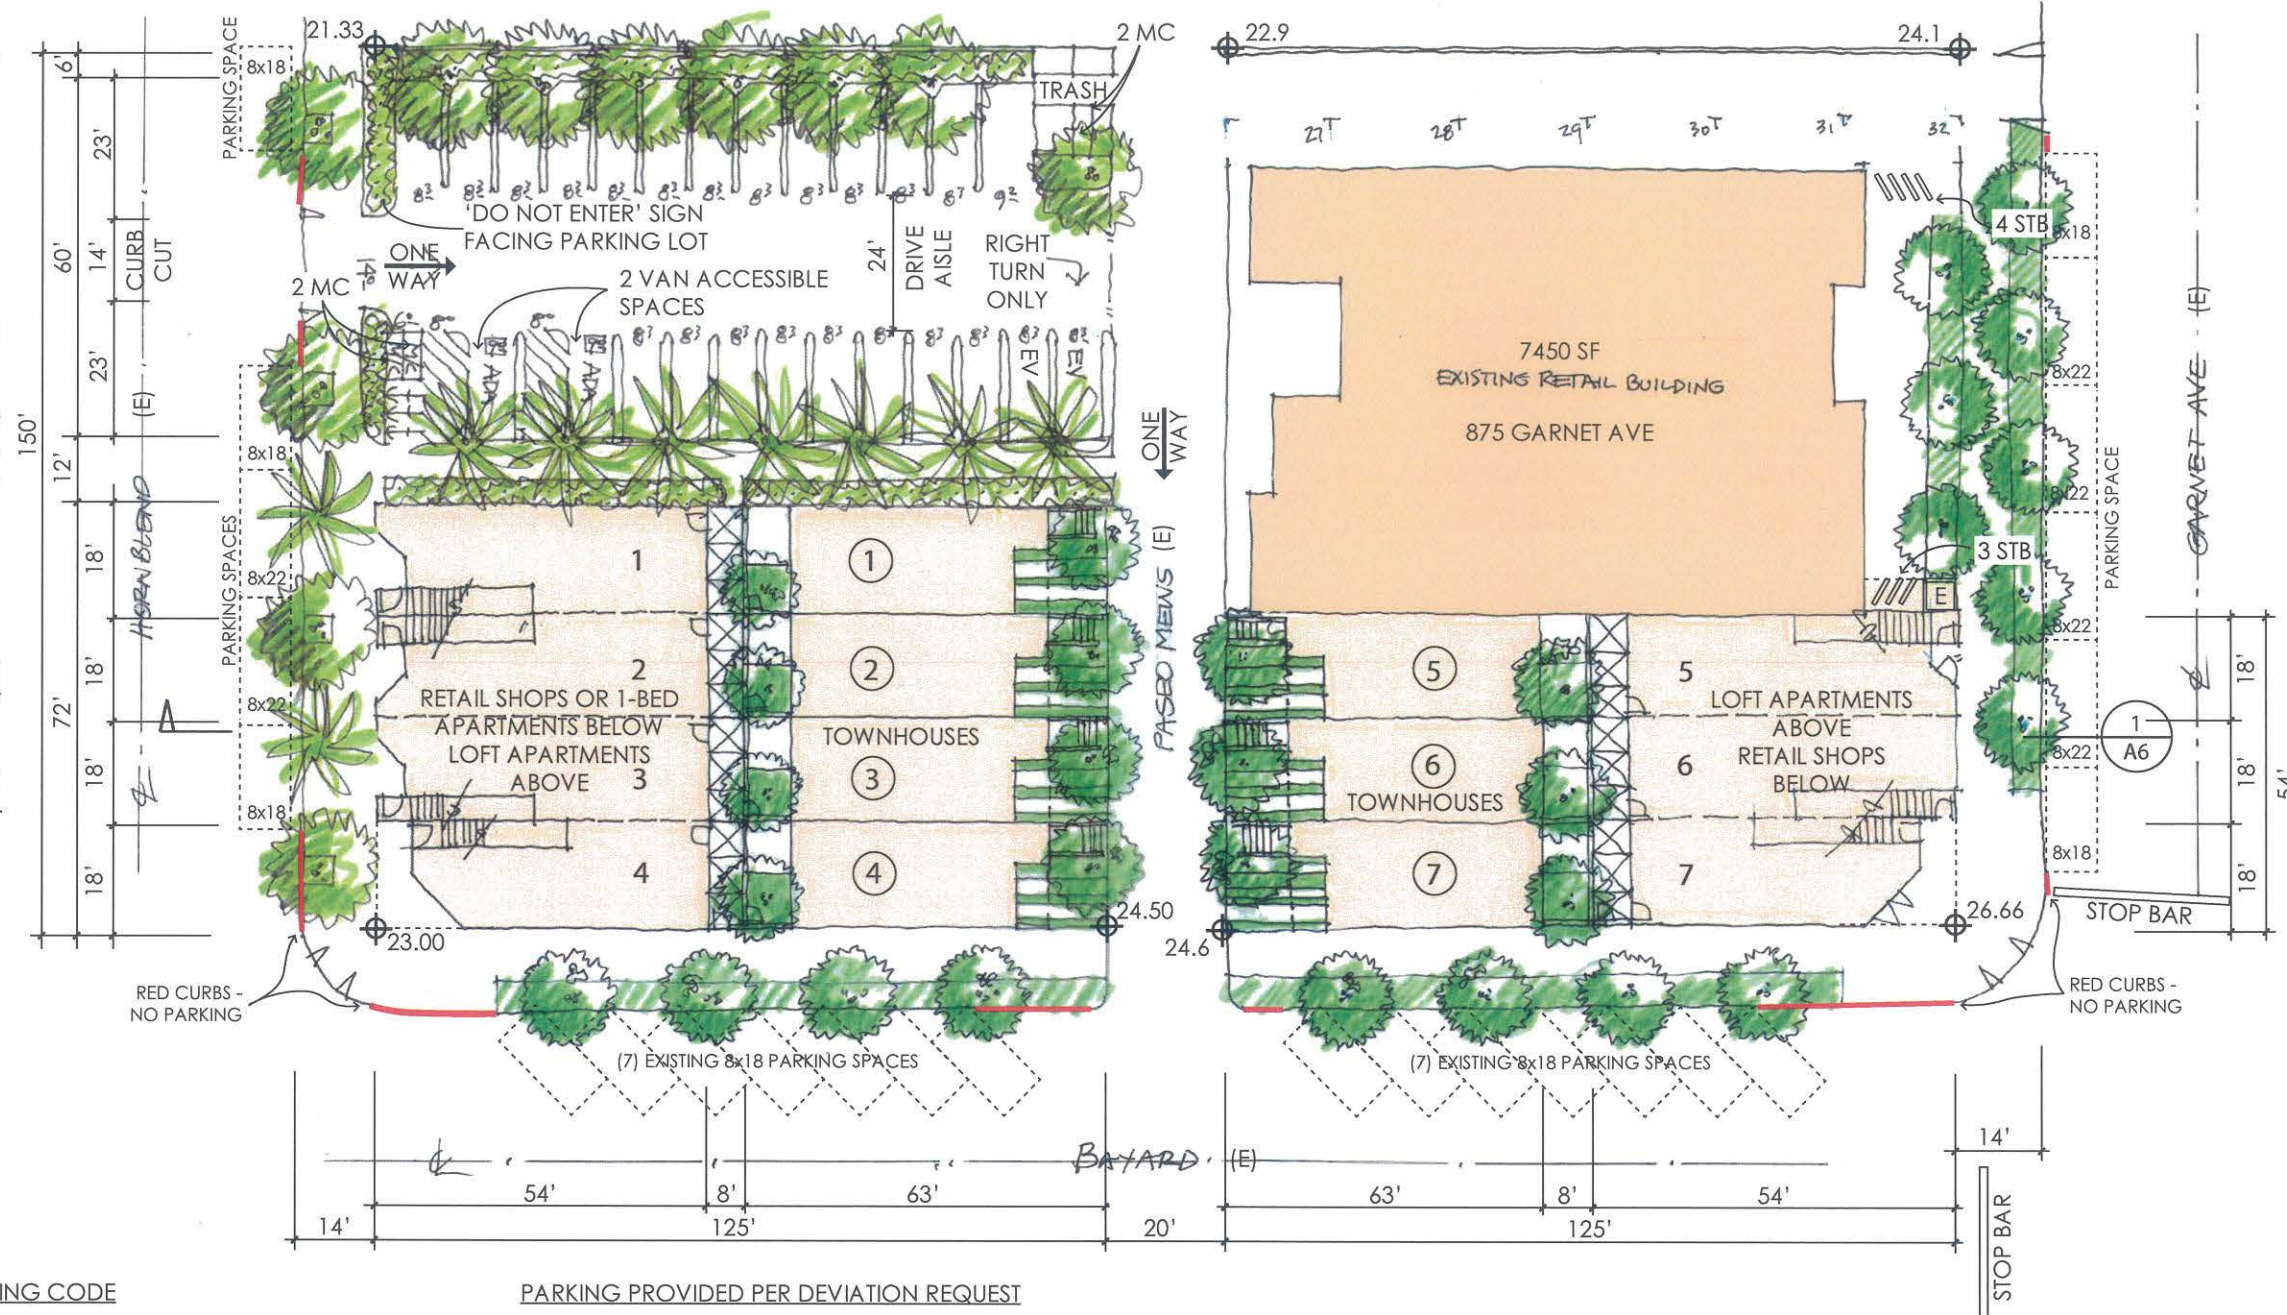 21.33
2 MC
22.9
24.1
PARKING SPACE
8x18
6'
23'
TRASH
27T 28T 29T 30T 31T 32T
'DO NOT ENTER' SIGN
FACING PARKING LOT
4 STB
8x18
60'
14'
CURB
CUT
ONE
WAY
24'
DRIVE
AISLE
RIGHT
TURN
ONLY
2 MC
2 VAN ACCESSIBLE
SPACES
(E)
EV
EV
ADA
ADA
7450 SF
EXISTING RETAIL BUILDING
875 GARNET AVE
GARNET AVE (E)
8x22
23'
(E)
150'
12'
8x18
ONE
WAY
8x22
PARKING SPACE
HORNBLEND
PARKING SPACES
18'
8x22
1
①
PASEO MEWS (E)
3 STB
E
8x22
18'
2
②
⑤
5
18'
72'
8x22
RETAIL SHOPS OR 1-BED
APARTMENTS BELOW
LOFT APARTMENTS
ABOVE
TOWNHOUSES
LOFT APARTMENTS
ABOVE
RETAIL SHOPS
BELOW
1
A6
8x22
18'
3
③
⑥
TOWNHOUSES
6
18'
54'
8x18
18'
4
④
⑦
7
8x18
18'
23.00
24.50
24.6
26.66
STOP BAR
RED CURBS -
NO PARKING
RED CURBS -
NO PARKING
(7) EXISTING 8x18 PARKING SPACES
(7) EXISTING 8x18 PARKING SPACES
BAYARD (E)
14'
54'
8'
63'
63'
8'
54'
14'
125'
20'
125'
STOP BAR
ING CODE
PARKING PROVIDED PER DEVIATION REQUEST